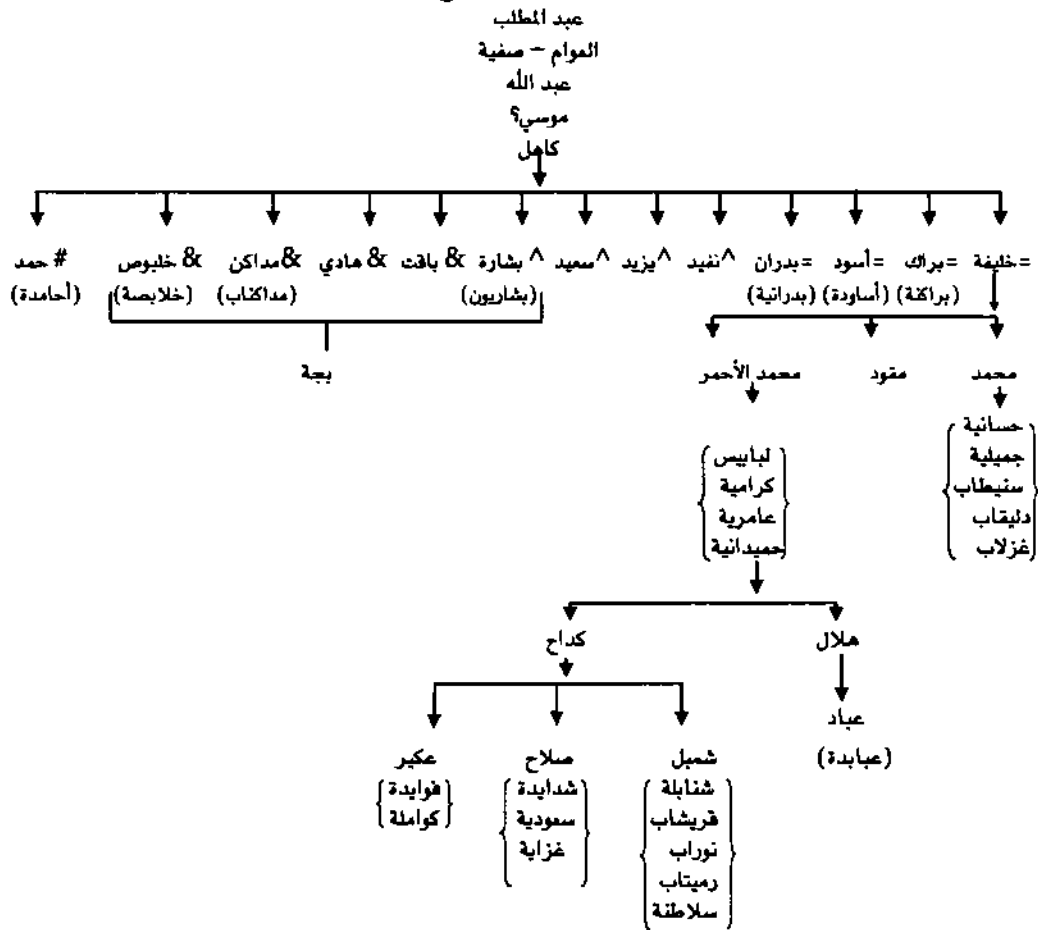 عبد المطلب
العوام – صفية
عبد الله
موسي؟
كاهل
=خليفة =براك =أسود =بدران ^نفيد ^يزيد ^سعيد ^ بشارة & باقت & هادي &مداكن & خلبوص # حمد
(براكنة) (أساودة) (بدرانية) (بشاريون) (مداكناب) (خلابصة) (أحامدة)
بجة
محمد مقود محمد الأحمر
حسانية
جميلية
سنيطاب
دليقاب
غزلاب
لبابيس
كرامية
عامرية
حميدانية
هلال كداح
عباد
(عبابدة)
شمبل صلاح عكير
شنابلة
قريشاب
نوراب
رميتاب
سلاطنة
شدايدة
سعودية
غزاية
فوايدة
كواملة